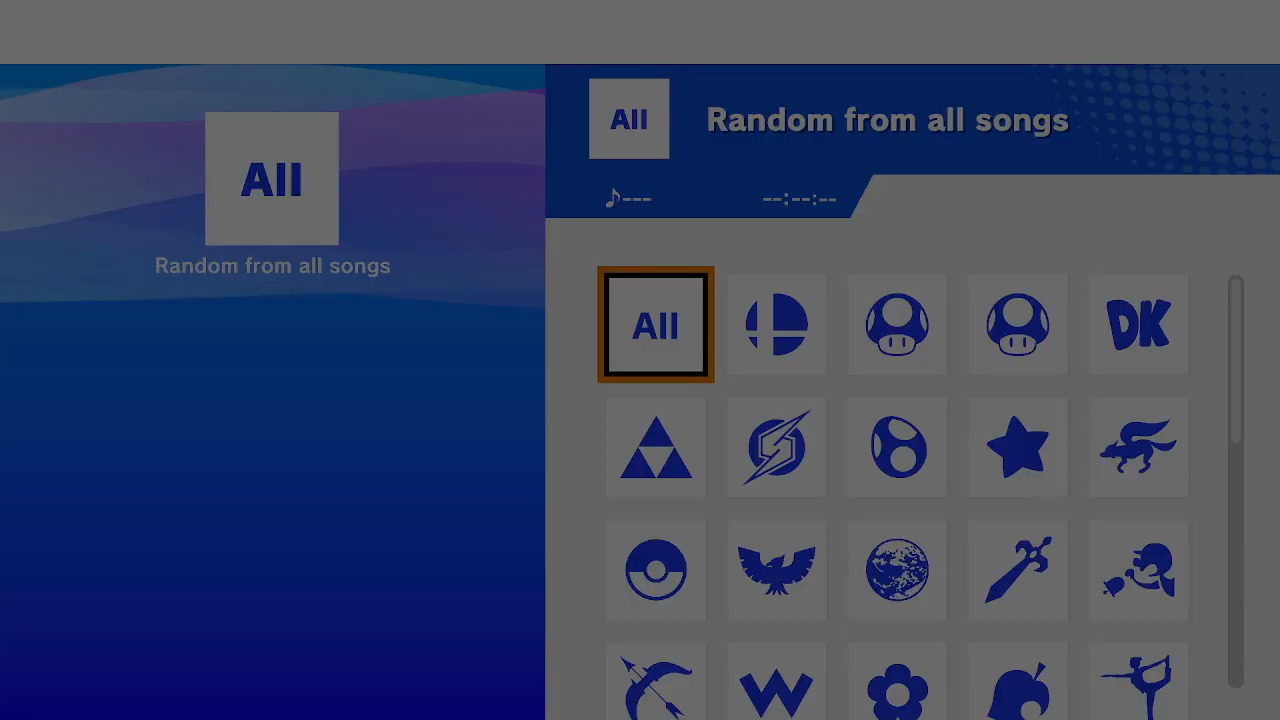 All
Random from all songs
All
Random from all songs
♪--- --:--:--
All
DK
W